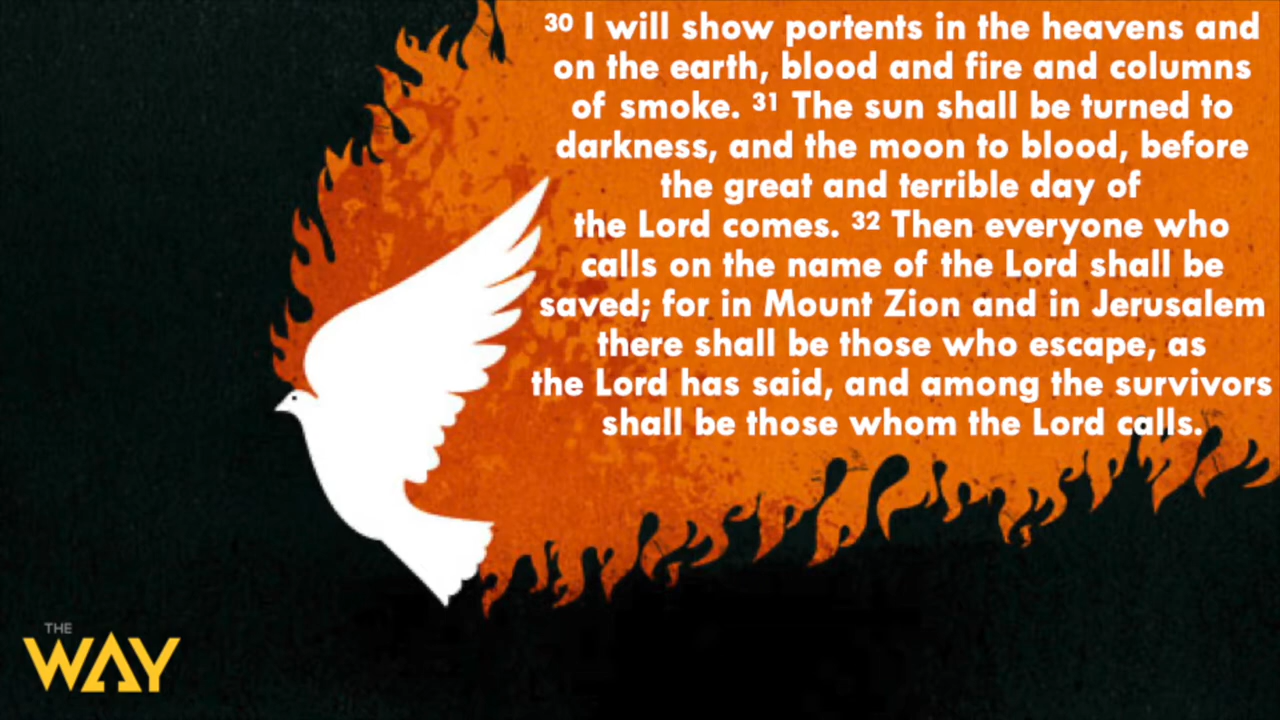 ³⁰ I will show portents in the heavens and
on the earth, blood and fire and columns
of smoke. ³¹ The sun shall be turned to
darkness, and the moon to blood, before
the great and terrible day of
the Lord comes. ³² Then everyone who
calls on the name of the Lord shall be
saved; for in Mount Zion and in Jerusalem
there shall be those who escape, as
the Lord has said, and among the survivors
shall be those whom the Lord calls.
THE
WAY